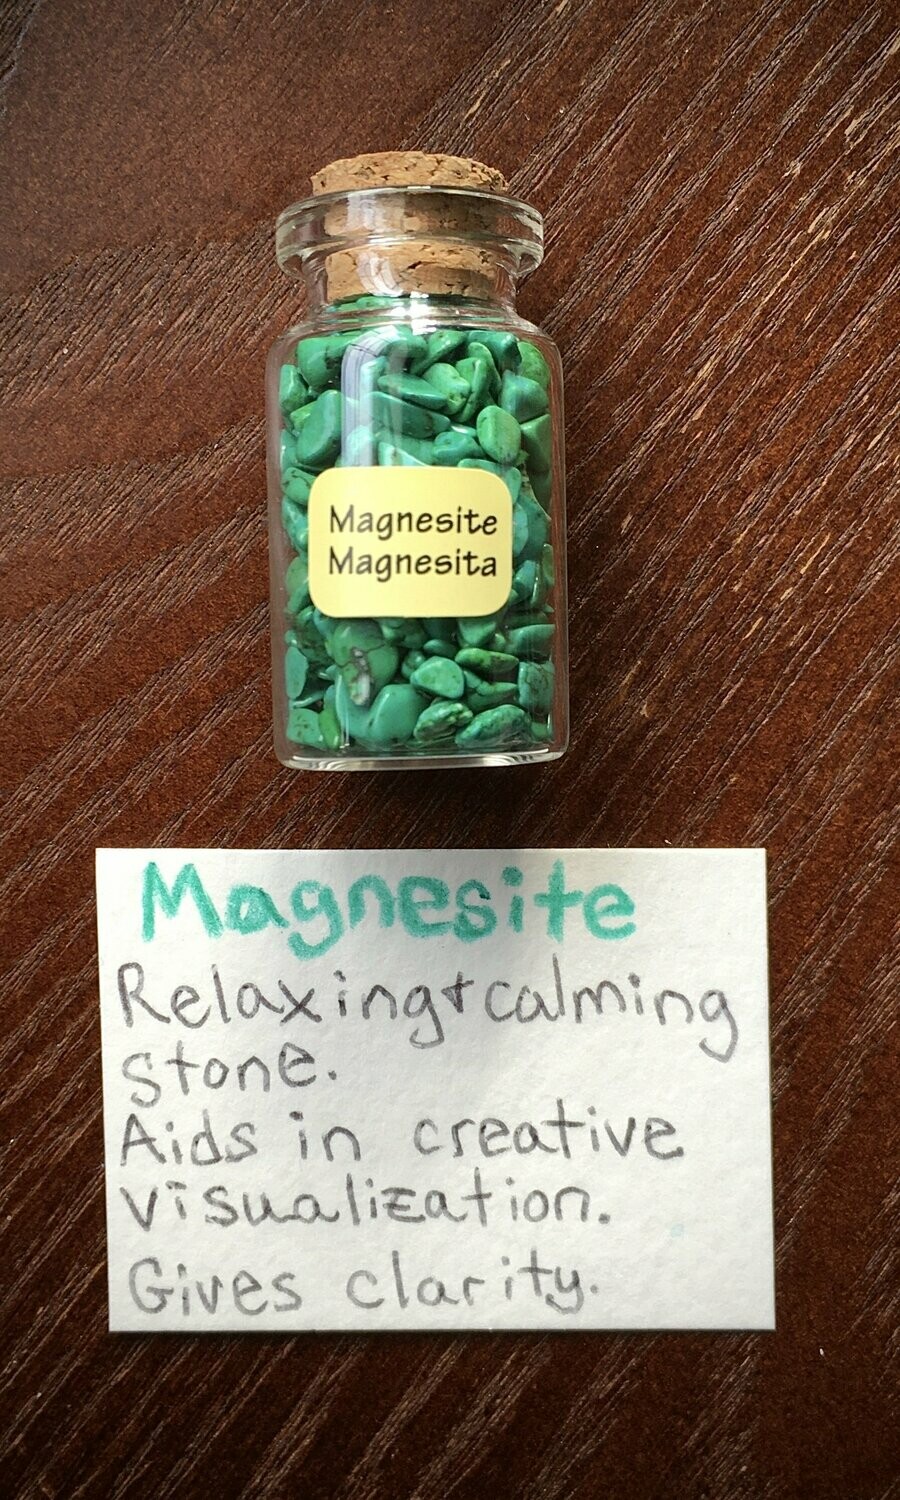 Magnesite
Magnesita
Magnesite
Relaxing + calming
stone.
Aids in creative
visualization.
Gives clarity.